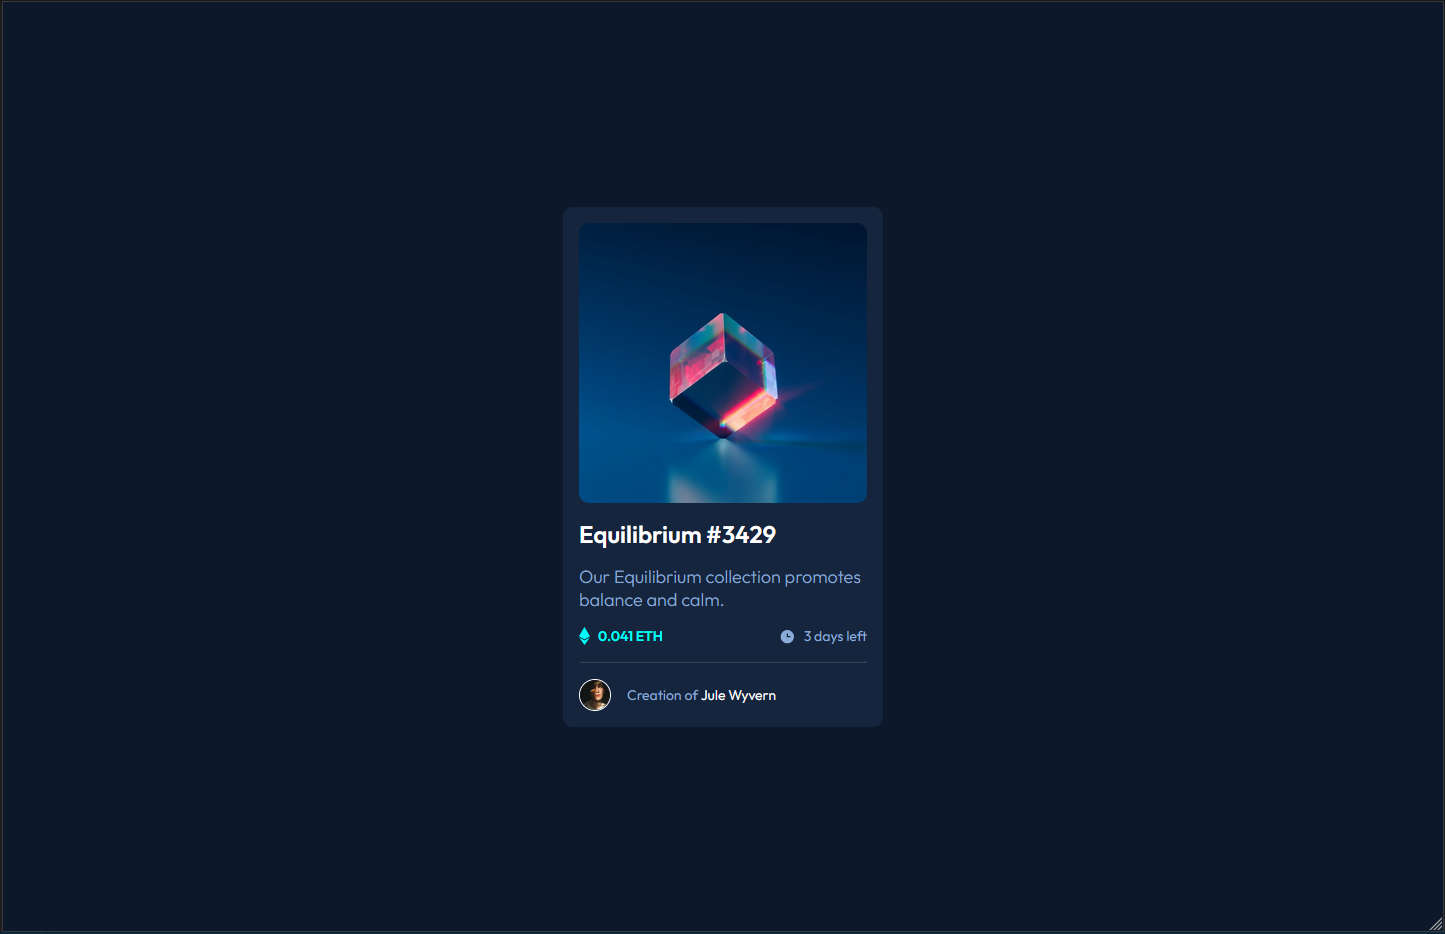 Equilibrium #3429
Our Equilibrium collection promotes
balance and calm.
0.041 ETH
3 days left
Creation of Jule Wyvern